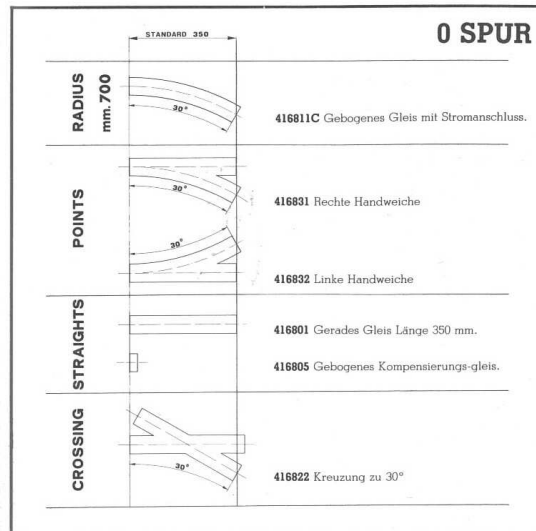 0 SPUR
STANDARD 350
RADIUS
mm. 700
30°
416811C Gebogenes Gleis mit Stromanschluss.
POINTS
30°
416831 Rechte Handweiche
30°
416832 Linke Handweiche
STRAIGHTS
416801 Gerades Gleis Länge 350 mm.
416805 Gebogenes Kompensierungs-gleis.
CROSSING
30°
416822 Kreuzung zu 30°